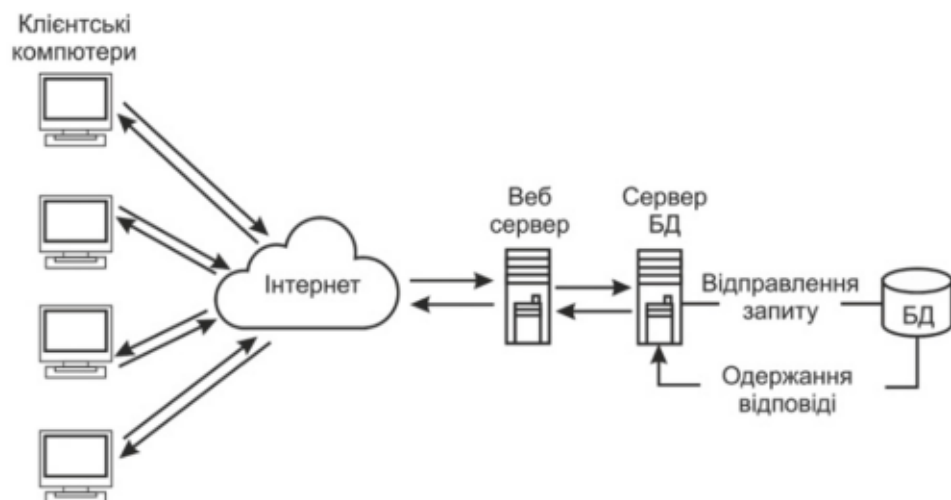 Клієнтські
комп'ютери
Інтернет
Веб
сервер
Сервер
БД
Відправлення
запиту
БД
Одержання
відповіді